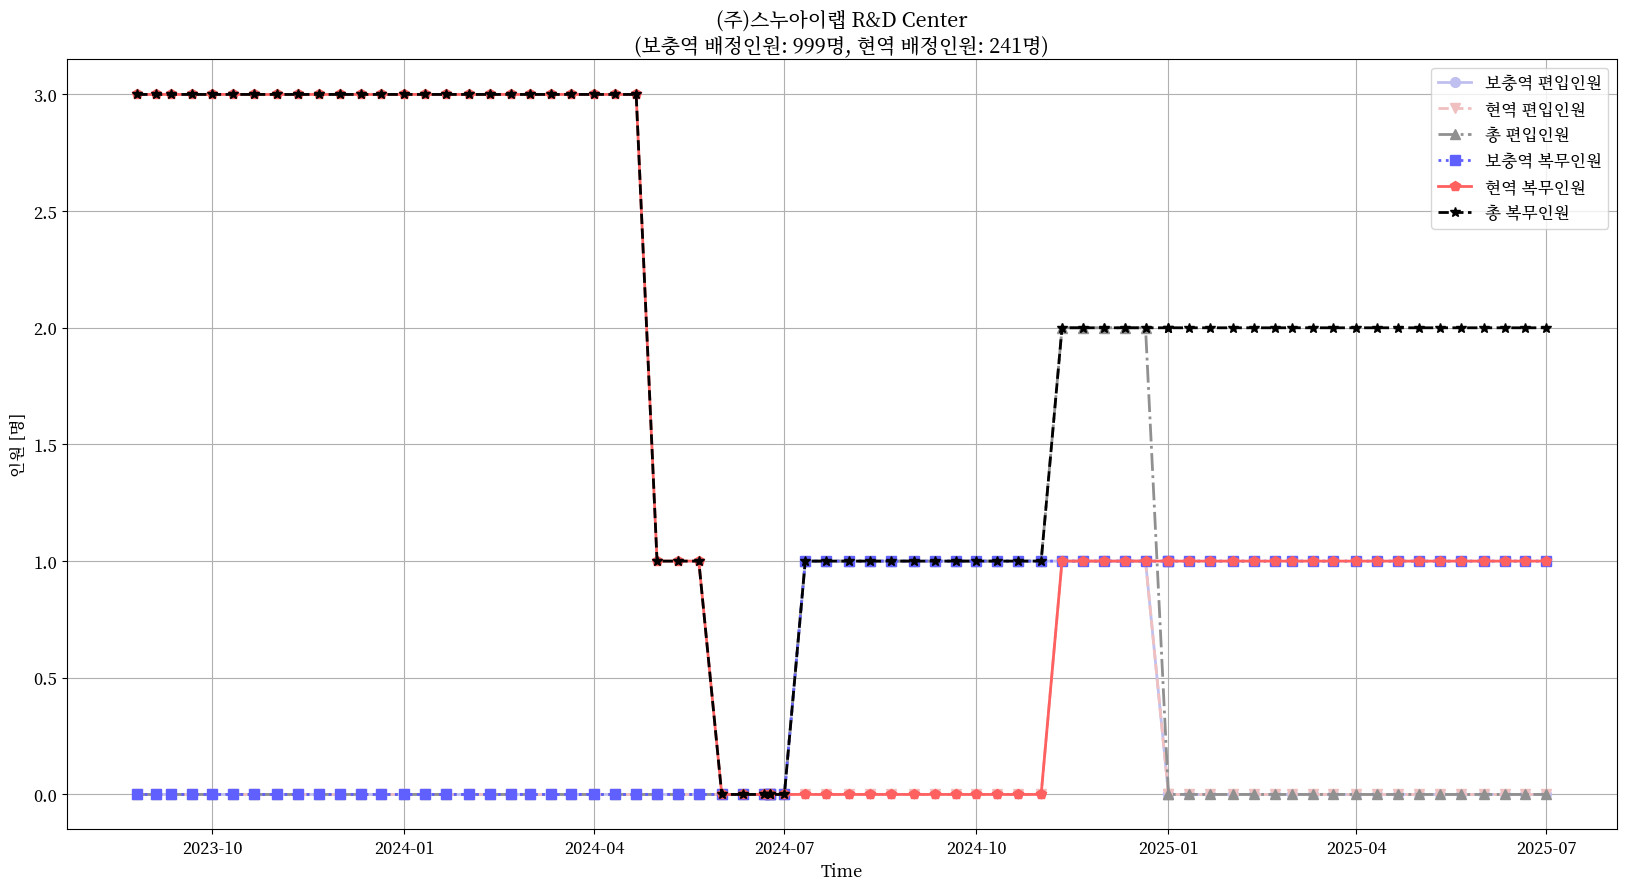 (주)스누아이랩 R&D Center
(보충역 배정인원: 999명, 현역 배정인원: 241명)
보충역 편입인원
현역 편입인원
총 편입인원
보충역 복무인원
현역 복무인원
총 복무인원
인원 [명]
3.0
2.5
2.0
1.5
1.0
0.5
0.0
2023-10 2024-01 2024-04 2024-07 2024-10 2025-01 2025-04 2025-07
Time